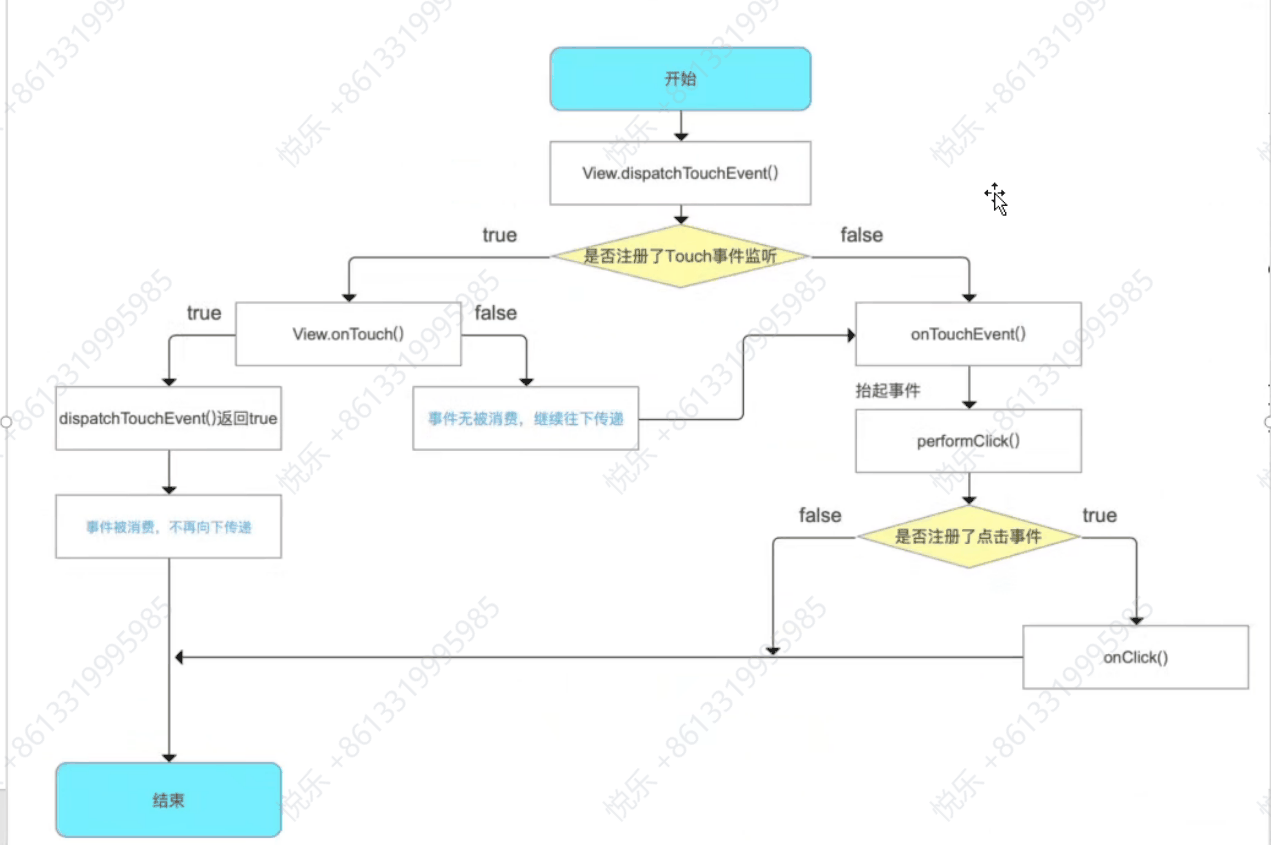 开始
View.dispatchTouchEvent()
true
是否注册了Touch事件监听
false
true
View.onTouch()
false
onTouchEvent()
dispatchTouchEvent()返回true
事件无被消费，继续往下传递
抬起事件
performClick()
事件被消费，不再向下传递
false
是否注册了点击事件
true
onClick()
结束
悦乐 +8613319995985